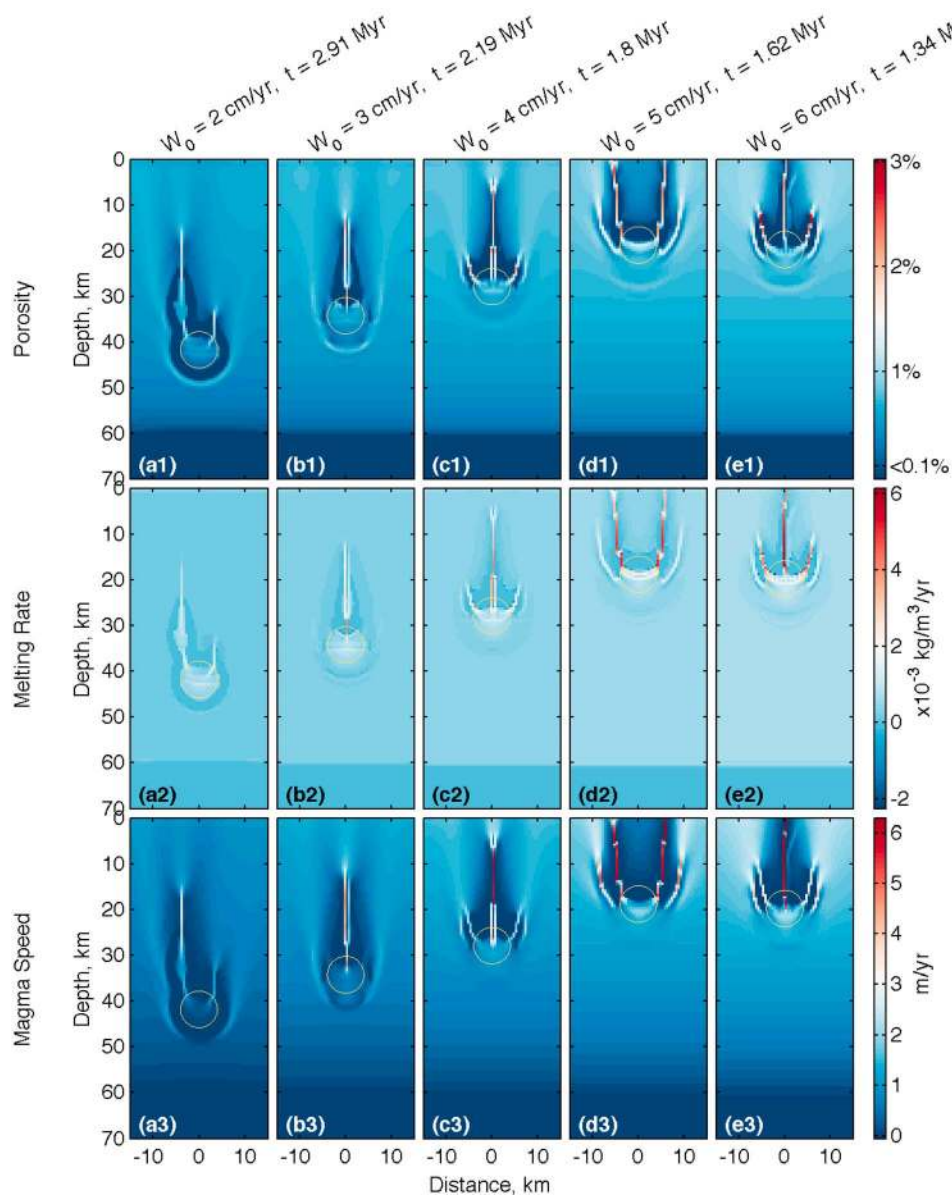 W0 = 2 cm/yr, t = 2.91 Myr
W0 = 3 cm/yr, t = 2.19 Myr
W0 = 4 cm/yr, t = 1.8 Myr
W0 = 5 cm/yr, t = 1.62 Myr
W0 = 6 cm/yr, t = 1.34 M
Porosity
Depth, km
0
10
20
30
40
50
60
70
(a1)
(b1)
(c1)
(d1)
(e1)
3%
2%
1%
<0.1%
Melting Rate
Depth, km
0
10
20
30
40
50
60
70
(a2)
(b2)
(c2)
(d2)
(e2)
6
4
2
0
-2
x10-3 kg/m3/yr
Magma Speed
Depth, km
0
10
20
30
40
50
60
70
(a3)
(b3)
(c3)
(d3)
(e3)
6
5
4
3
2
1
0
m/yr
-10 0 10
-10 0 10
-10 0 10
-10 0 10
-10 0 10
Distance, km